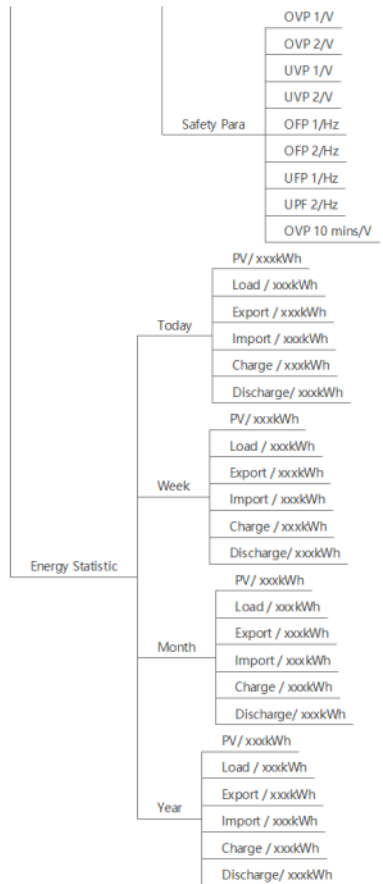 OVP 1/V
OVP 2/V
UVP 1/V
UVP 2/V
Safety Para
OFP 1/Hz
OFP 2/Hz
UFP 1/Hz
UPF 2/Hz
OVP 10 mins/V
PV/ xxxkWh
Load / xxxkWh
Export / xxxkWh
Today
Import / xxxkWh
Charge / xxxkWh
Discharge/ xxxkWh
PV/ xxxkWh
Load / xxxkWh
Export / xxxkWh
Week
Import / xxxkWh
Charge / xxxkWh
Discharge/ xxxkWh
Energy Statistic
PV/ xxxkWh
Load / xxxkWh
Export / xxxkWh
Month
Import / xxxkWh
Charge / xxxkWh
Discharge/ xxxkWh
PV/ xxxkWh
Load / xxxkWh
Export / xxxkWh
Year
Import / xxxkWh
Charge / xxxkWh
Discharge/ xxxkWh